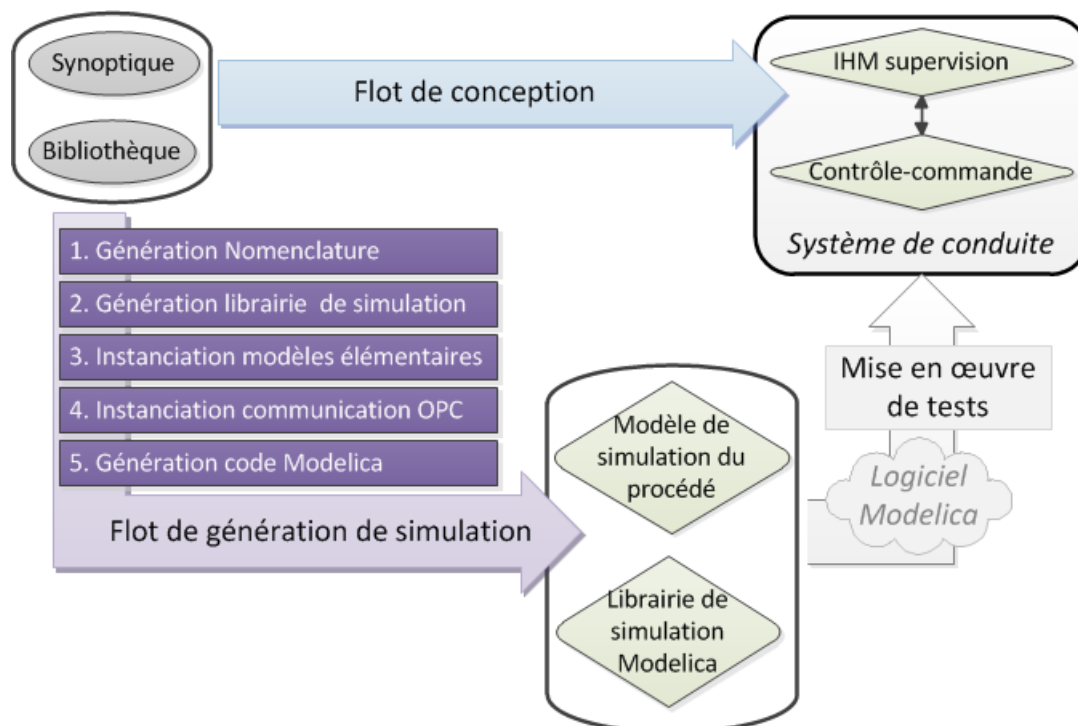 Synoptique
Bibliothèque
Flot de conception
IHM supervision
Contrôle-commande
Système de conduite
1. Génération Nomenclature
2. Génération librairie de simulation
3. Instanciation modèles élémentaires
4. Instanciation communication OPC
5. Génération code Modelica
Flot de génération de simulation
Modèle de
simulation du
procédé
Librairie de
simulation
Modelica
Mise en œuvre
de tests
Logiciel
Modelica